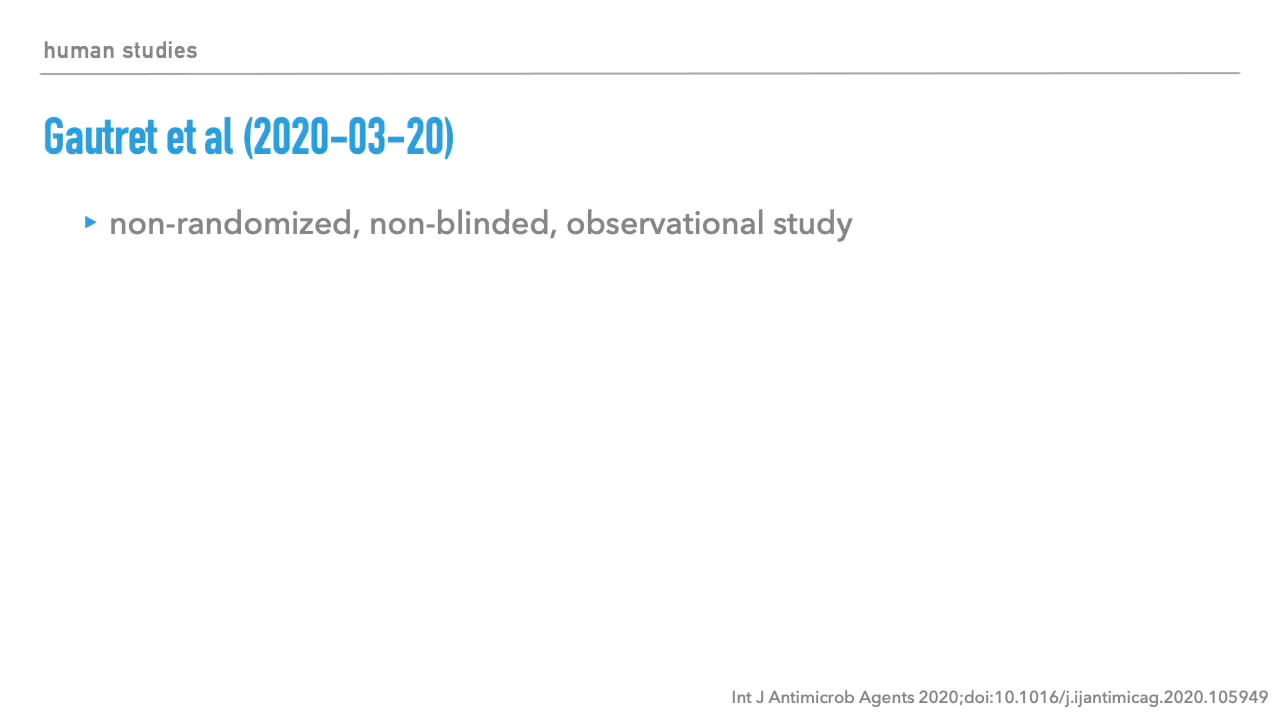 human studies
Gautret et al (2020-03-20)
▸ non-randomized, non-blinded, observational study
Int J Antimicrob Agents 2020;doi:10.1016/j.ijantimicag.2020.105949